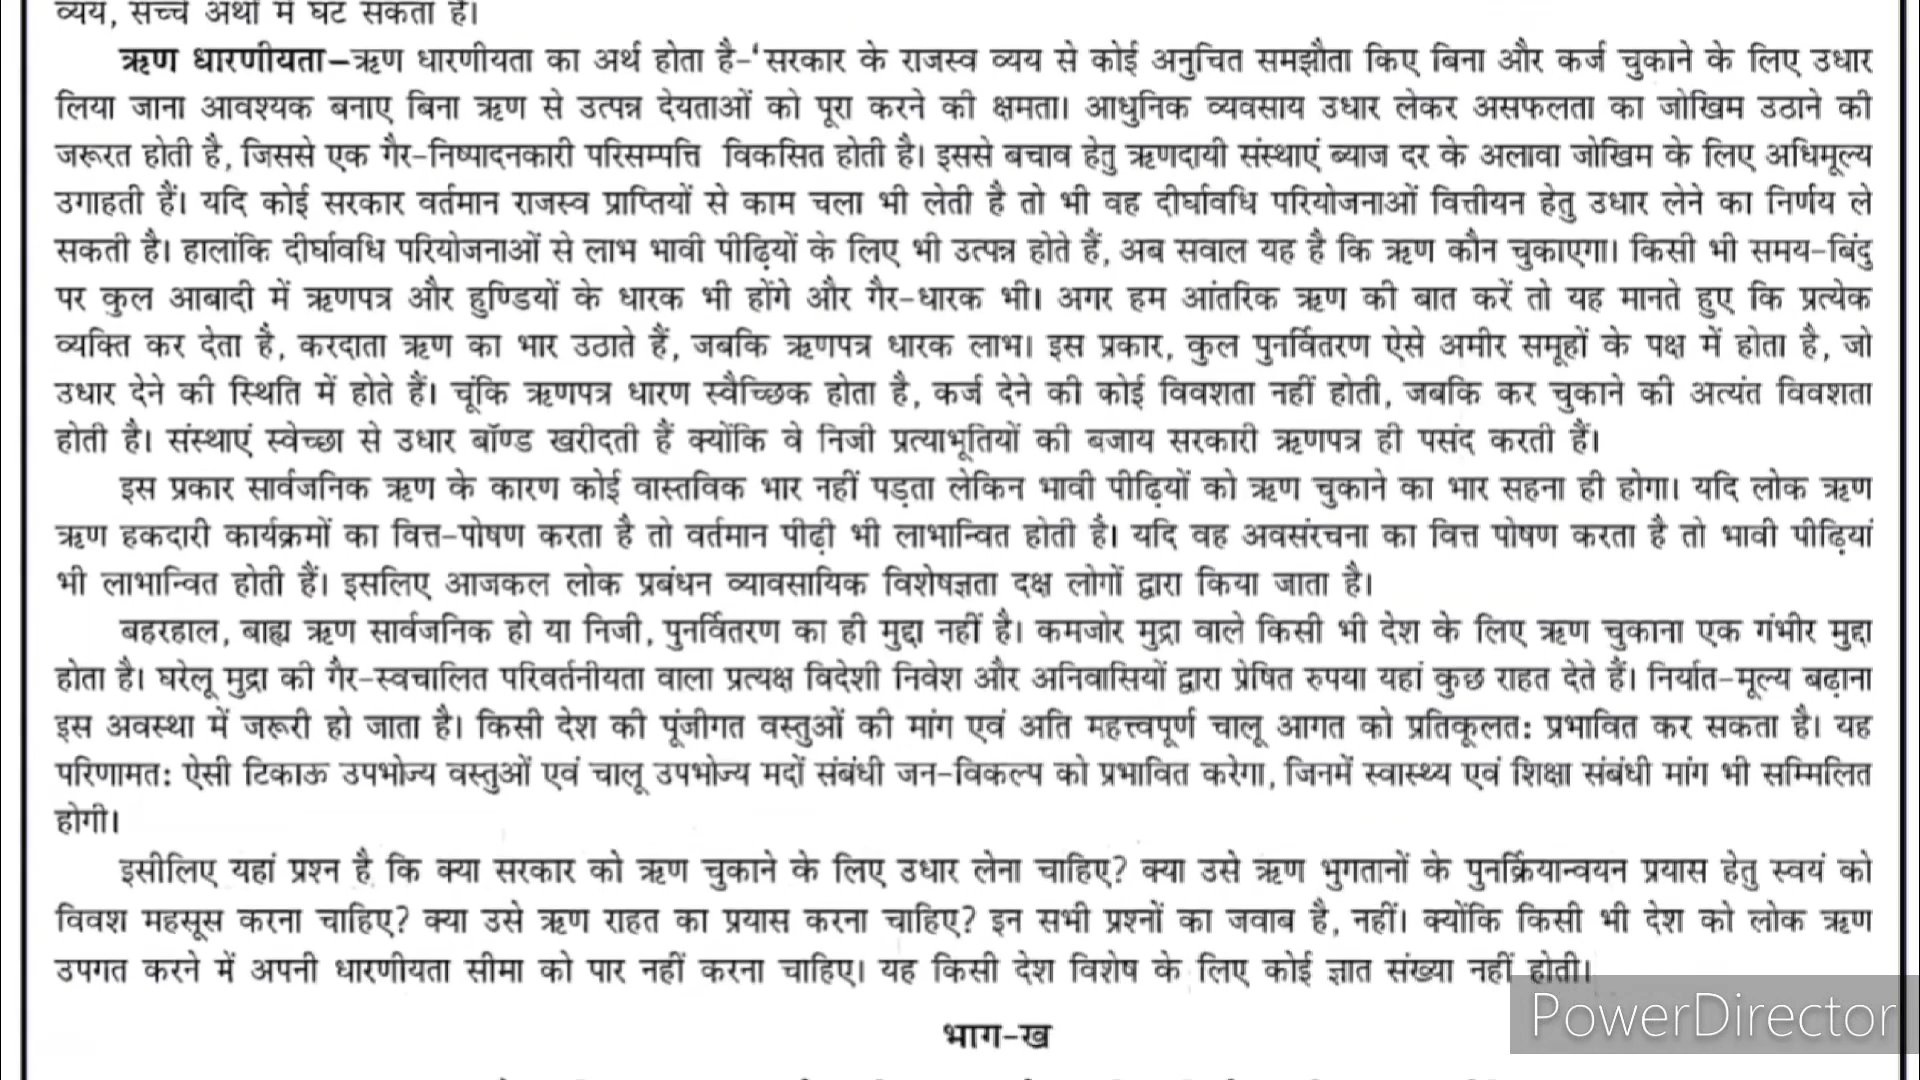 व्यय, सच्चे अर्थों में घट सकता है।
ऋण धारणीयता–ऋण धारणीयता का अर्थ होता है-'सरकार के राजस्व व्यय से कोई अनुचित समझौता किए बिना और कर्ज चुकाने के लिए उधार
लिया जाना आवश्यक बनाए बिना ऋण से उत्पन्न देयताओं को पूरा करने की क्षमता। आधुनिक व्यवसाय उधार लेकर असफलता का जोखिम उठाने की
जरूरत होती है, जिससे एक गैर-निष्पादनकारी परिसम्पत्ति विकसित होती है। इससे बचाव हेतु ऋणदायी संस्थाएं ब्याज दर के अलावा जोखिम के लिए अधिमूल्य
उगाहती हैं। यदि कोई सरकार वर्तमान राजस्व प्राप्तियों से काम चला भी लेती है तो भी वह दीर्घावधि परियोजनाओं वित्तीयन हेतु उधार लेने का निर्णय ले
सकती है। हालांकि दीर्घावधि परियोजनाओं से लाभ भावी पीढ़ियों के लिए भी उत्पन्न होते हैं, अब सवाल यह है कि ऋण कौन चुकाएगा। किसी भी समय-बिंदु
पर कुल आबादी में ऋणपत्र और हुण्डियों के धारक भी होंगे और गैर-धारक भी। अगर हम आंतरिक ऋण की बात करें तो यह मानते हुए कि प्रत्येक
व्यक्ति कर देता है, करदाता ऋण का भार उठाते हैं, जबकि ऋणपत्र धारक लाभ। इस प्रकार, कुल पुनर्वितरण ऐसे अमीर समूहों के पक्ष में होता है, जो
उधार देने की स्थिति में होते हैं। चूंकि ऋणपत्र धारण स्वैच्छिक होता है, कर्ज देने की कोई विवशता नहीं होती, जबकि कर चुकाने की अत्यंत विवशता
होती है। संस्थाएं स्वेच्छा से उधार बॉण्ड खरीदती हैं क्योंकि वे निजी प्रत्याभूतियों की बजाय सरकारी ऋणपत्र ही पसंद करती हैं।
इस प्रकार सार्वजनिक ऋण के कारण कोई वास्तविक भार नहीं पड़ता लेकिन भावी पीढ़ियों को ऋण चुकाने का भार सहना ही होगा। यदि लोक ऋण
ऋण हकदारी कार्यक्रमों का वित्त-पोषण करता है तो वर्तमान पीढ़ी भी लाभान्वित होती है। यदि वह अवसंरचना का वित्त पोषण करता है तो भावी पीढ़ियां
भी लाभान्वित होती हैं। इसलिए आजकल लोक प्रबंधन व्यावसायिक विशेषज्ञता दक्ष लोगों द्वारा किया जाता है।
बहरहाल, बाह्य ऋण सार्वजनिक हो या निजी, पुनर्वितरण का ही मुद्दा नहीं है। कमजोर मुद्रा वाले किसी भी देश के लिए ऋण चुकाना एक गंभीर मुद्दा
होता है। घरेलू मुद्रा की गैर-स्वचालित परिवर्तनीयता वाला प्रत्यक्ष विदेशी निवेश और अनिवासियों द्वारा प्रेषित रुपया यहां कुछ राहत देते हैं। निर्यात-मूल्य बढ़ाना
इस अवस्था में जरूरी हो जाता है। किसी देश की पूंजीगत वस्तुओं की मांग एवं अति महत्त्वपूर्ण चालू आगत को प्रतिकूलत: प्रभावित कर सकता है। यह
परिणामत: ऐसी टिकाऊ उपभोज्य वस्तुओं एवं चालू उपभोज्य मदों संबंधी जन-विकल्प को प्रभावित करेगा, जिनमें स्वास्थ्य एवं शिक्षा संबंधी मांग भी सम्मिलित
होगी।
इसीलिए यहां प्रश्न है कि क्या सरकार को ऋण चुकाने के लिए उधार लेना चाहिए? क्या उसे ऋण भुगतानों के पुनर्क्रियान्वयन प्रयास हेतु स्वयं को
विवश महसूस करना चाहिए? क्या उसे ऋण राहत का प्रयास करना चाहिए? इन सभी प्रश्नों का जवाब है, नहीं। क्योंकि किसी भी देश को लोक ऋण
उपगत करने में अपनी धारणीयता सीमा को पार नहीं करना चाहिए। यह किसी देश विशेष के लिए कोई ज्ञात संख्या नहीं होती।
PowerDirector
भाग-ख